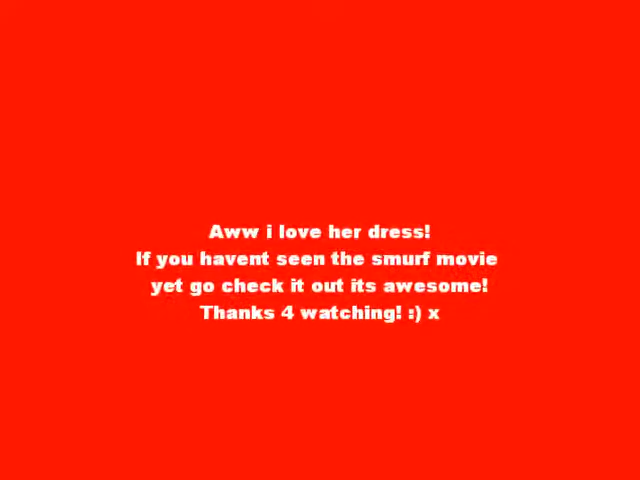 Aww i love her dress!
If you havent seen the smurf movie
yet go check it out its awesome!
Thanks 4 watching! :) x